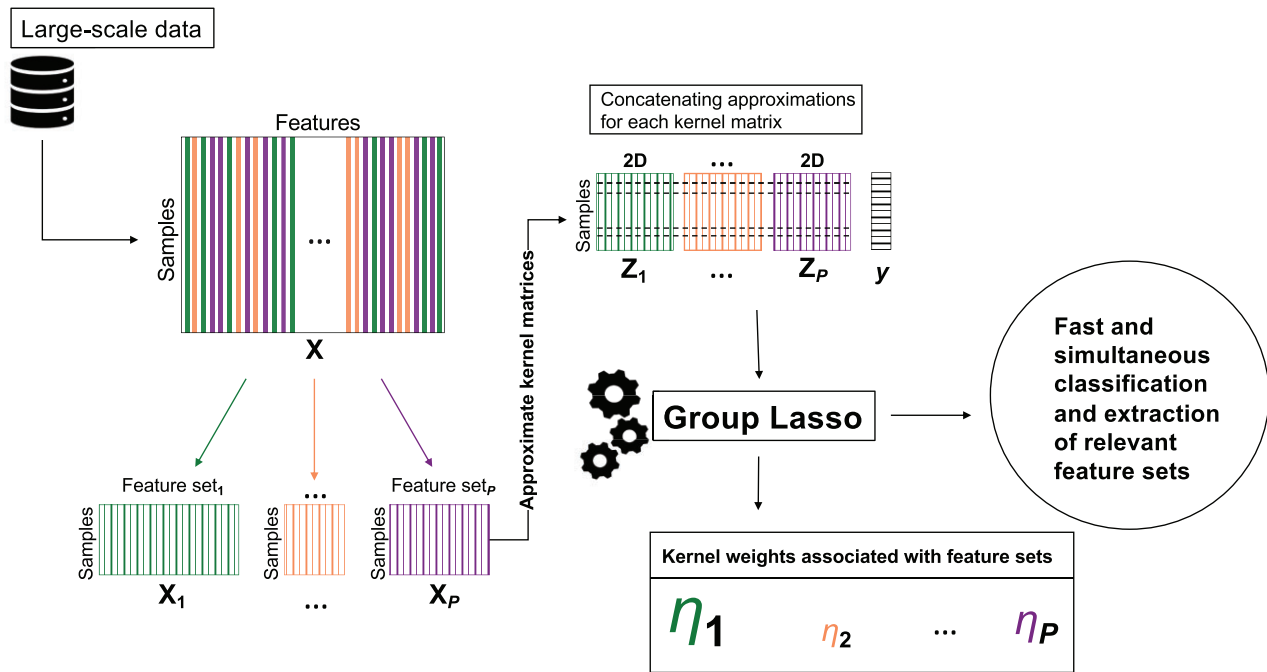 Large-scale data
Features
Samples
...
X
Feature set1
...
Feature setP
Samples
Samples
Samples
X1
...
XP
Approximate kernel matrices
Concatenating approximations
for each kernel matrix
2D
...
2D
Samples
Z1
...
ZP
y
Group Lasso
Fast and
simultaneous
classification
and extraction
of relevant
feature sets
Kernel weights associated with feature sets
η1
η2
...
ηP